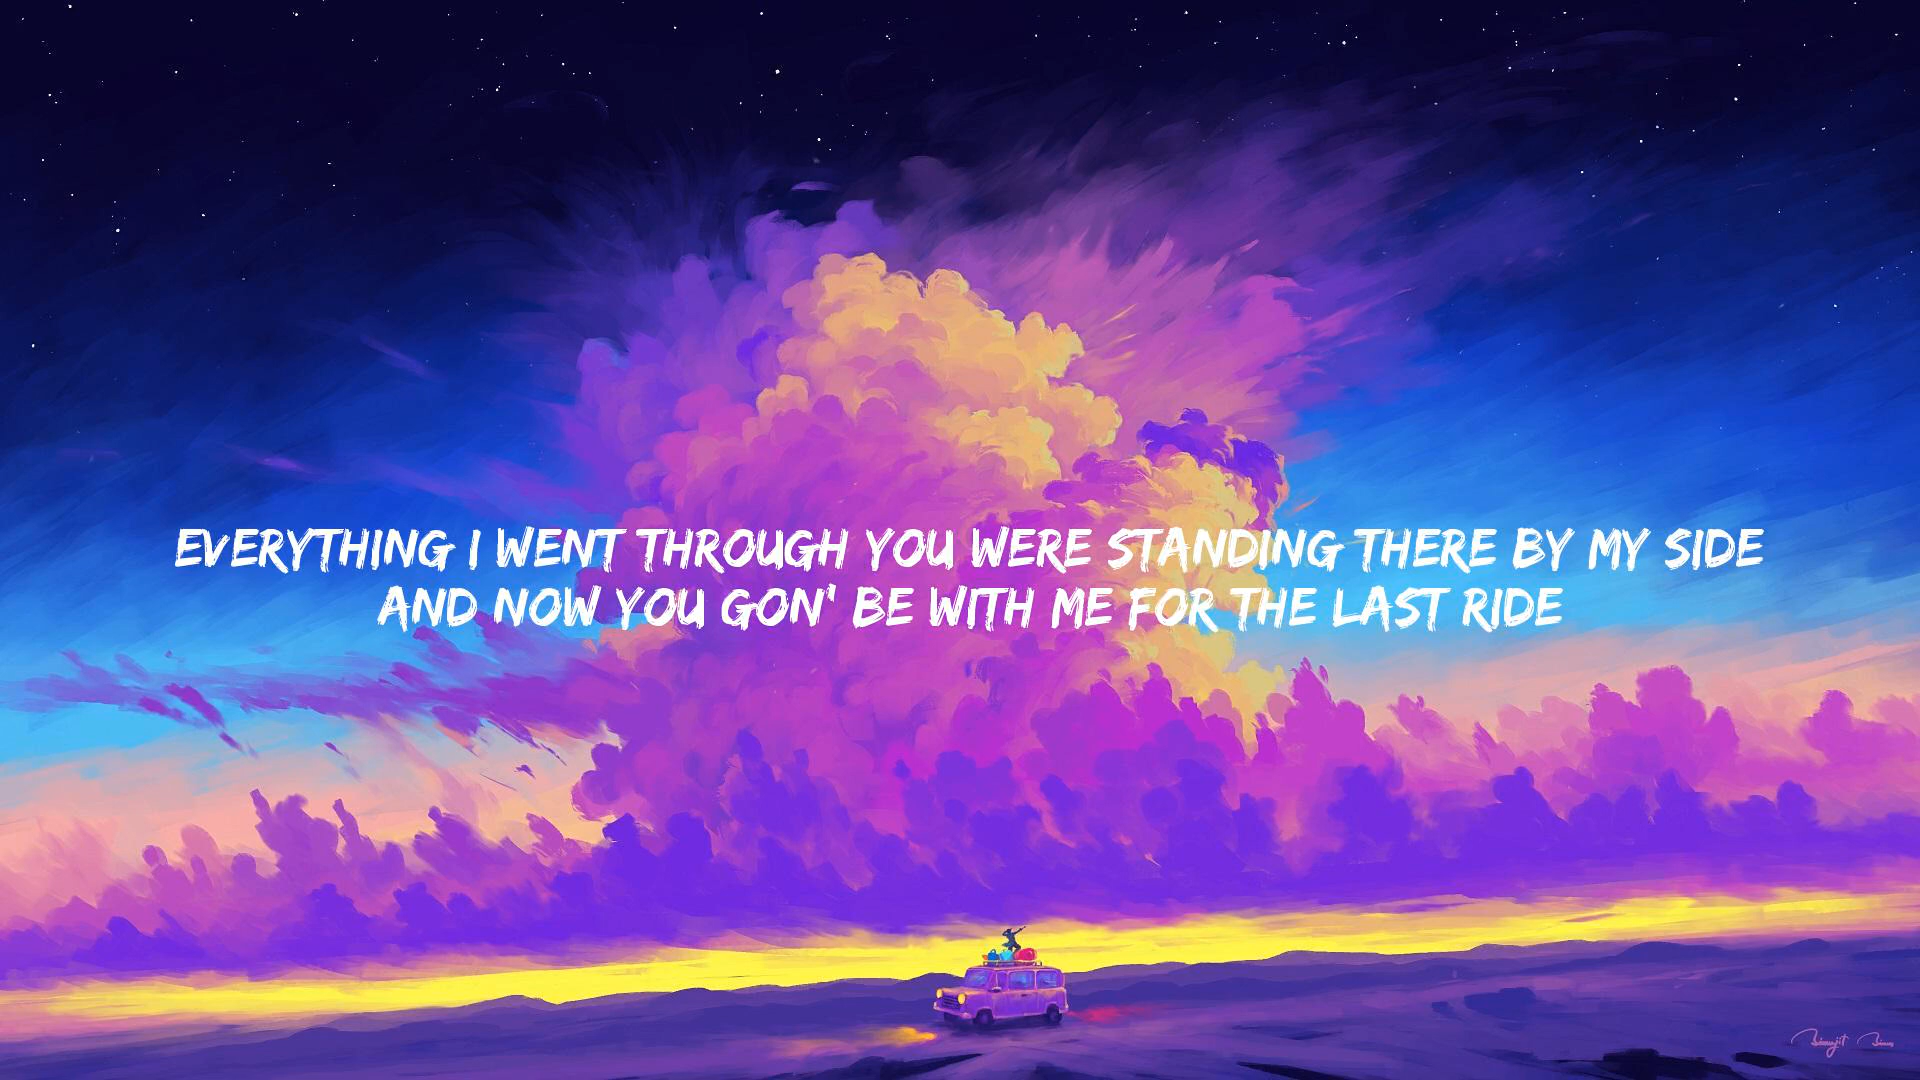 EVERYTHING I WENT THROUGH YOU WERE STANDING THERE BY MY SIDE
AND NOW YOU GON' BE WITH ME FOR THE LAST RIDE